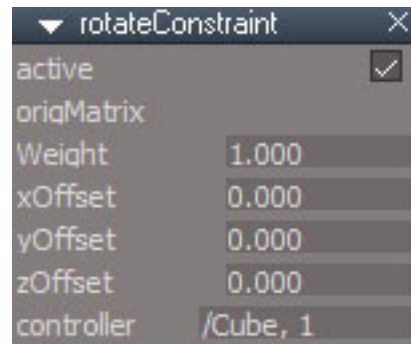 rotateConstraint
active
origMatrix
Weight 1.000
xOffset 0.000
yOffset 0.000
zOffset 0.000
controller /Cube, 1